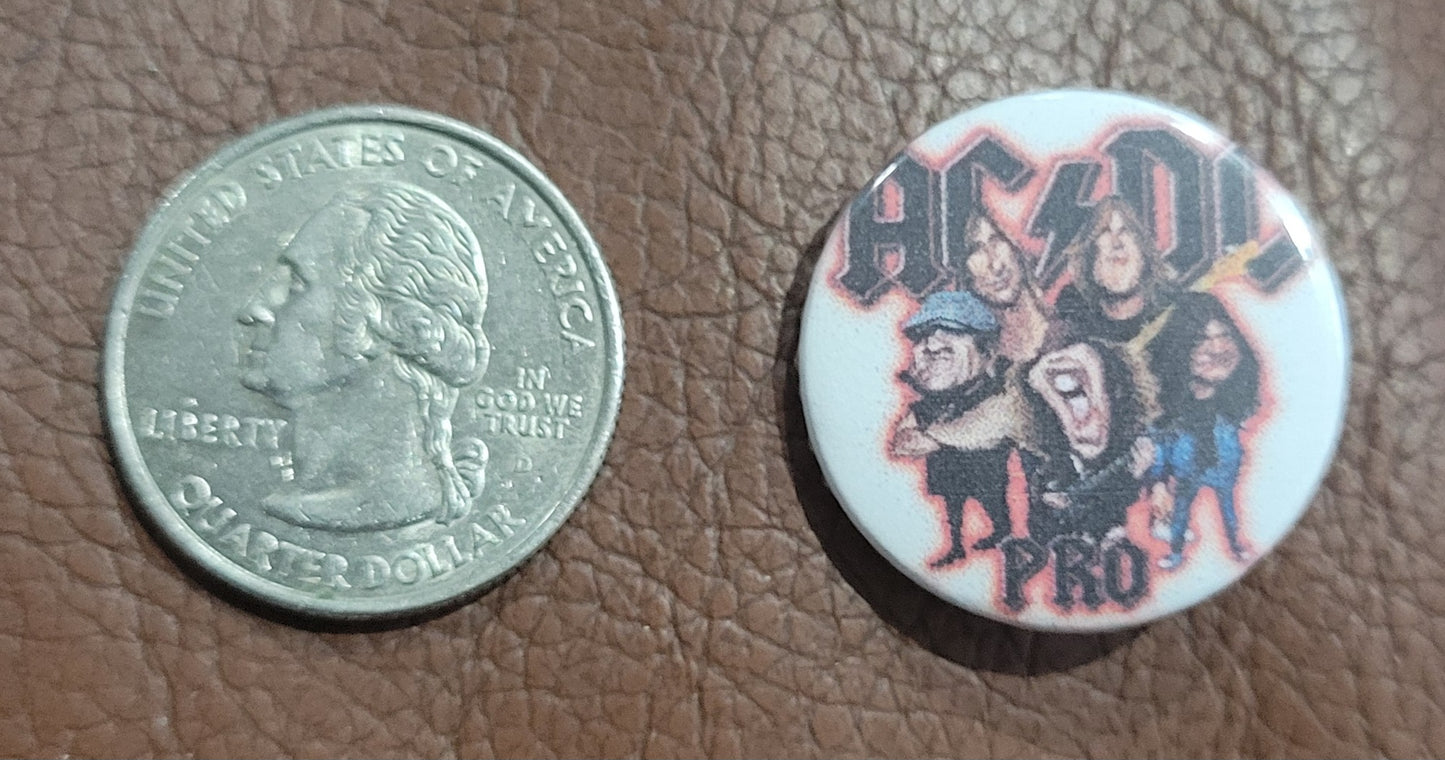 UNITED STATES OF AMERICA
LIBERTY
IN
GOD WE
TRUST
D
QUARTER DOLLAR
AC⚡DC
PRO